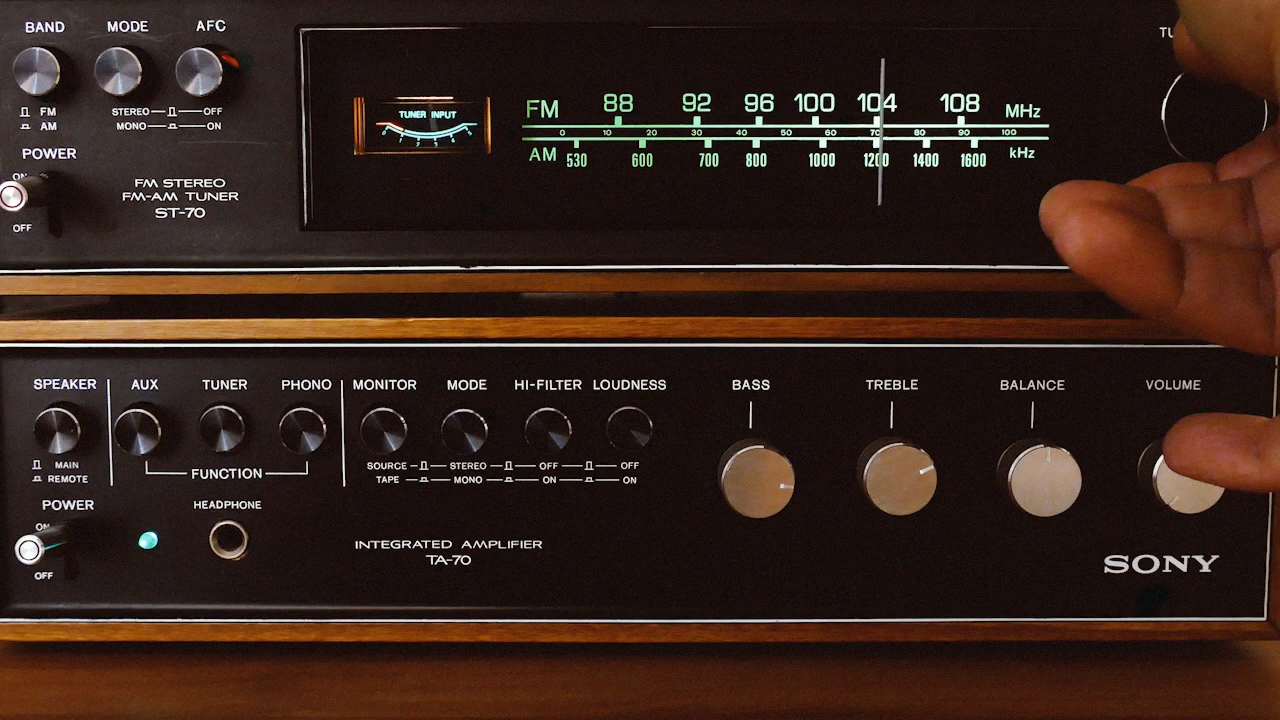 BAND MODE AFC
TU
FM 88 92 96 100 104 108 MHz
0 10 20 30 40 50 60 70 80 90 100
AM 530 600 700 800 1000 1200 1400 1600 kHz
TUNER INPUT
FM STEREO OFF
AM MONO ON
POWER
ON
OFF
FM STEREO
FM-AM TUNER
ST-70
SPEAKER AUX TUNER PHONO MONITOR MODE HI-FILTER LOUDNESS BASS TREBLE BALANCE VOLUME
MAIN
REMOTE
FUNCTION
SOURCE STEREO OFF OFF
TAPE MONO ON ON
POWER
ON
OFF
HEADPHONE
INTEGRATED AMPLIFIER
TA-70
SONY